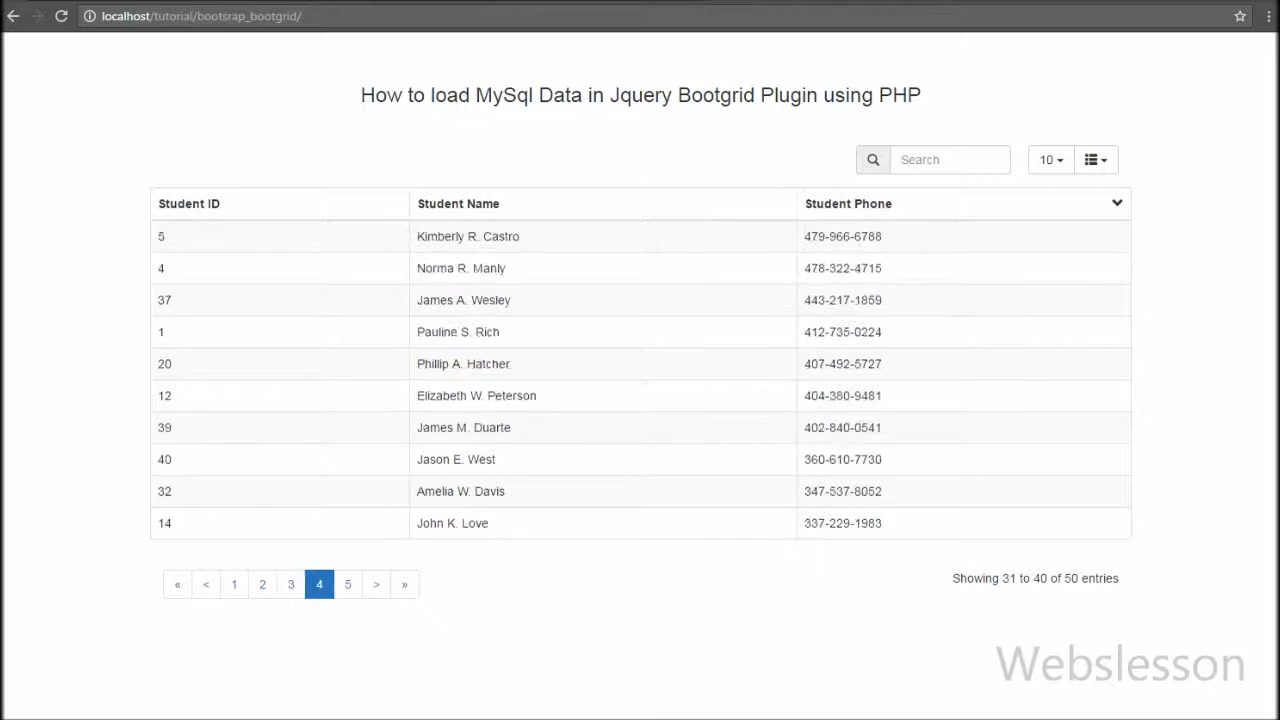 localhost/tutorial/bootsrap_bootgrid/
How to load MySql Data in Jquery Bootgrid Plugin using PHP
Search 10
Student ID Student Name Student Phone
5 Kimberly R. Castro 479-966-6788
4 Norma R. Manly 478-322-4715
37 James A. Wesley 443-217-1859
1 Pauline S. Rich 412-735-0224
20 Phillip A. Hatcher 407-492-5727
12 Elizabeth W. Peterson 404-380-9481
39 James M. Duarte 402-840-0541
40 Jason E. West 360-610-7730
32 Amelia W. Davis 347-537-8052
14 John K. Love 337-229-1983
« < 1 2 3 4 5 > » Showing 31 to 40 of 50 entries
Webslesson